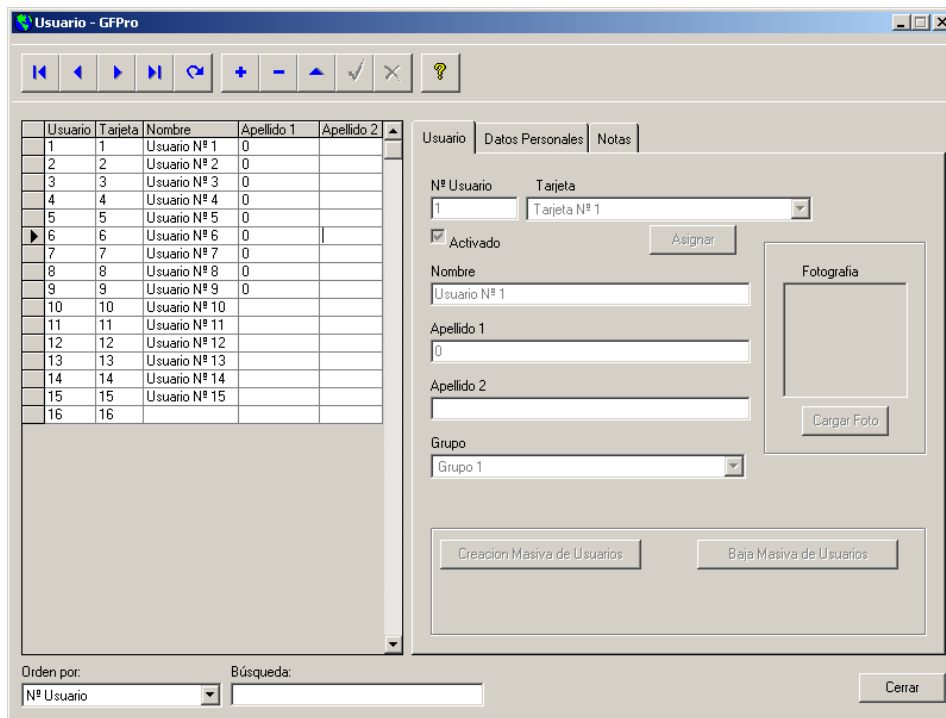 Usuario - GFPro
Usuario Tarjeta Nombre Apellido 1 Apellido 2
1 1 Usuario Nº 1 0
2 2 Usuario Nº 2 0
3 3 Usuario Nº 3 0
4 4 Usuario Nº 4 0
5 5 Usuario Nº 5 0
6 6 Usuario Nº 6 0
7 7 Usuario Nº 7 0
8 8 Usuario Nº 8 0
9 9 Usuario Nº 9 0
10 10 Usuario Nº 10
11 11 Usuario Nº 11
12 12 Usuario Nº 12
13 13 Usuario Nº 13
14 14 Usuario Nº 14
15 15 Usuario Nº 15
16 16
Orden por: Búsqueda:
Nº Usuario
Usuario Datos Personales Notas
Nº Usuario Tarjeta
1 Tarjeta Nº 1
Activado Asignar
Nombre
Usuario Nº 1
Apellido 1
0
Apellido 2
Grupo
Grupo 1
Fotografia
Cargar Foto
Creacion Masiva de Usuarios Baja Masiva de Usuarios
Cerrar